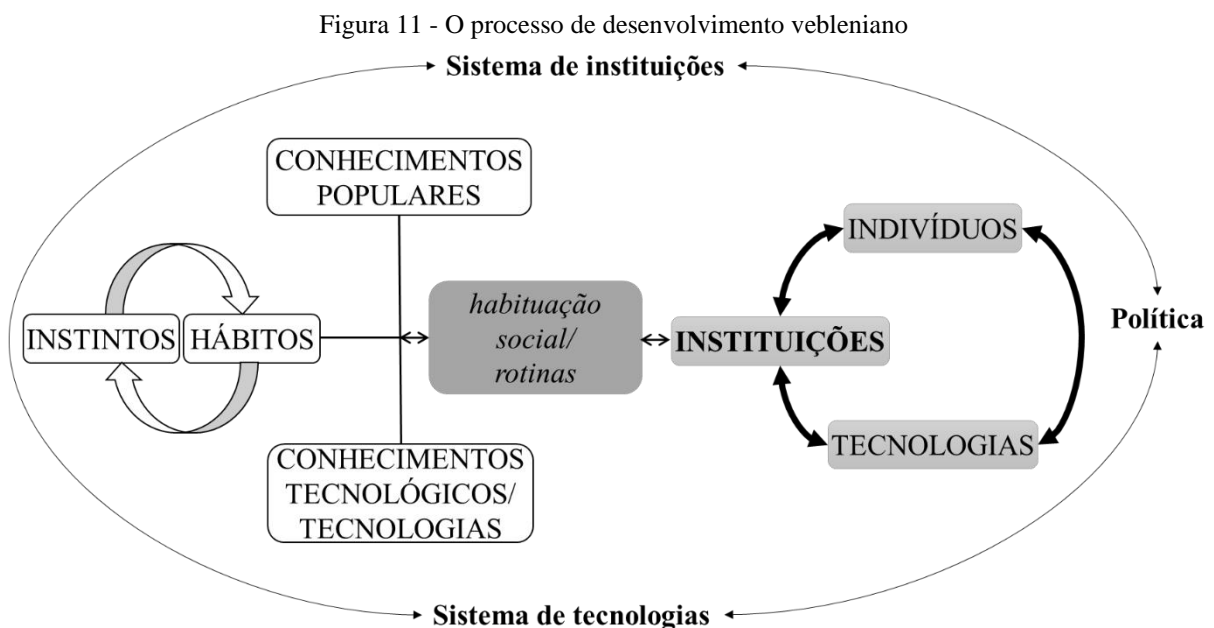 Figura 11 - O processo de desenvolvimento vebleniano
Sistema de instituições
CONHECIMENTOS
POPULARES
INSTINTOS
HÁBITOS
habituação
social/
rotinas
CONHECIMENTOS
TECNOLÓGICOS/
TECNOLOGIAS
INSTITUIÇÕES
INDIVÍDUOS
TECNOLOGIAS
Política
Sistema de tecnologias